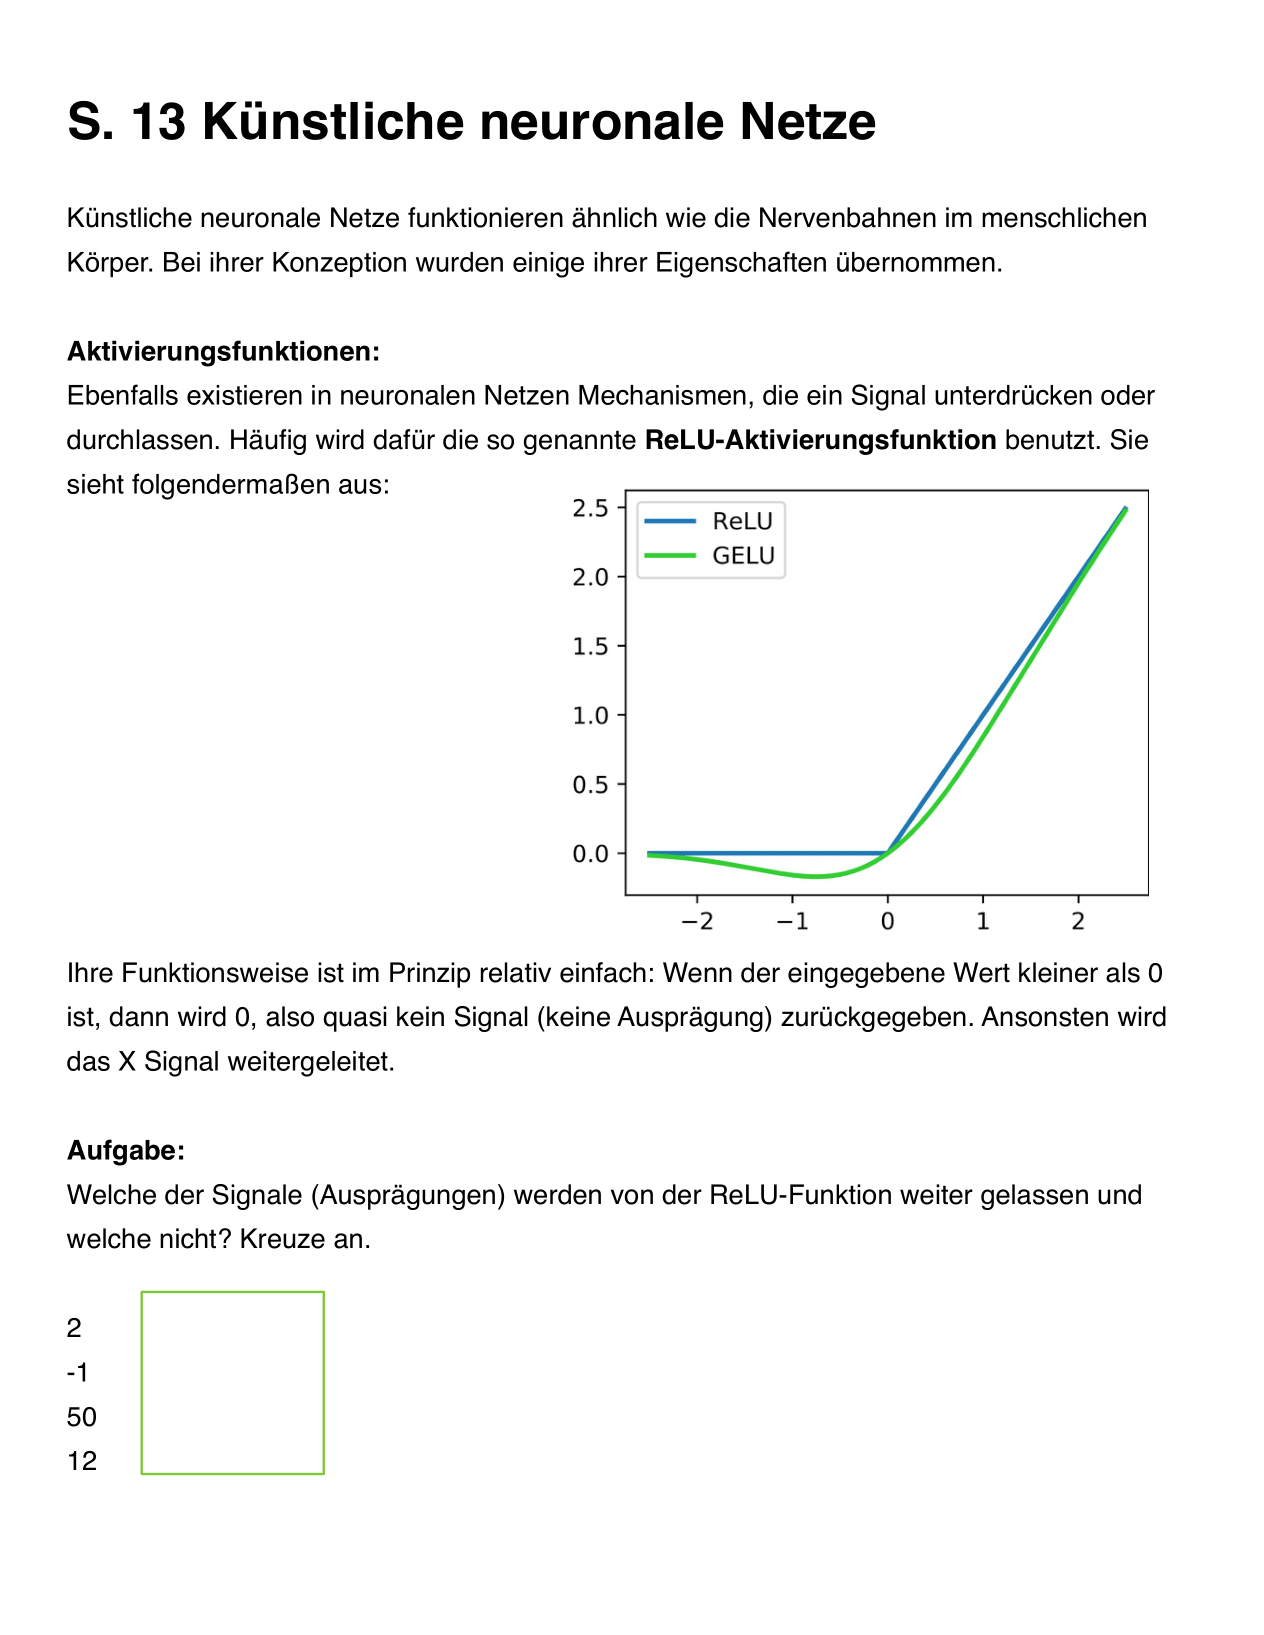 S. 13 Künstliche neuronale Netze
Künstliche neuronale Netze funktionieren ähnlich wie die Nervenbahnen im menschlichen
Körper. Bei ihrer Konzeption wurden einige ihrer Eigenschaften übernommen.
Aktivierungsfunktionen:
Ebenfalls existieren in neuronalen Netzen Mechanismen, die ein Signal unterdrücken oder
durchlassen. Häufig wird dafür die so genannte ReLU-Aktivierungsfunktion benutzt. Sie
sieht folgendermaßen aus:
ReLU
GELU
2.5
2.0
1.5
1.0
0.5
0.0
−2 −1 0 1 2
Ihre Funktionsweise ist im Prinzip relativ einfach: Wenn der eingegebene Wert kleiner als 0
ist, dann wird 0, also quasi kein Signal (keine Ausprägung) zurückgegeben. Ansonsten wird
das X Signal weitergeleitet.
Aufgabe:
Welche der Signale (Ausprägungen) werden von der ReLU-Funktion weiter gelassen und
welche nicht? Kreuze an.
2
-1
50
12